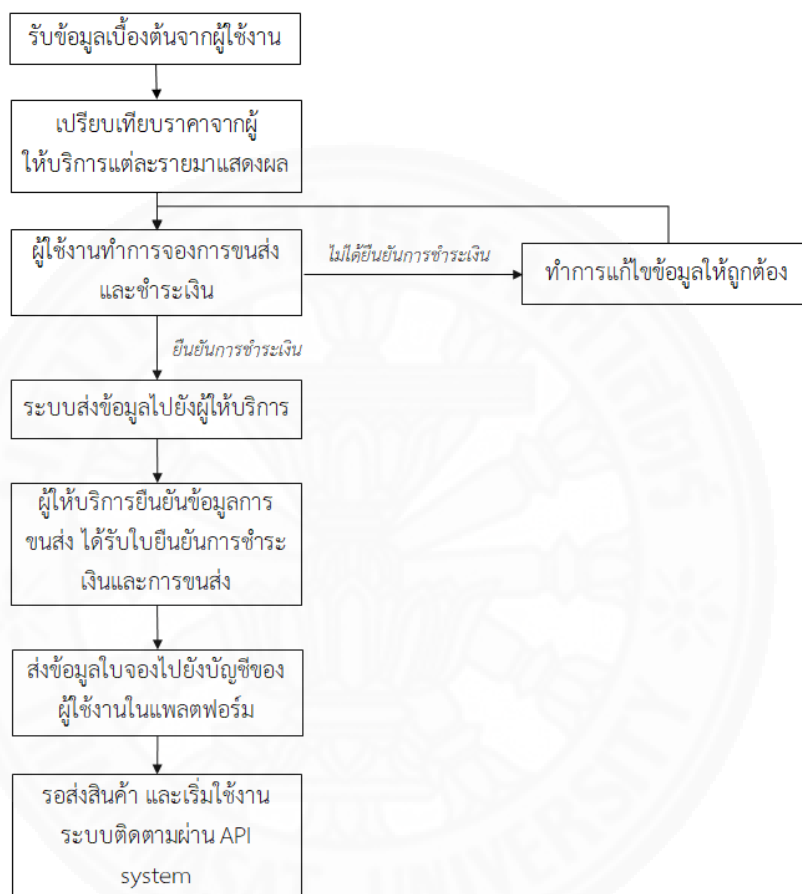 รับข้อมูลเบื้องต้นจากผู้ใช้งาน
เปรียบเทียบราคาจากผู้
ให้บริการแต่ละรายมาแสดงผล
ผู้ใช้งานทำการจองการขนส่ง
และชำระเงิน
ไม่ได้ยืนยันการชำระเงิน
ทำการแก้ไขข้อมูลให้ถูกต้อง
ยืนยันการชำระเงิน
ระบบส่งข้อมูลไปยังผู้ให้บริการ
ผู้ให้บริการยืนยันข้อมูลการ
ขนส่ง ได้รับใบยืนยันการชำระ
เงินและการขนส่ง
ส่งข้อมูลใบจองไปยังบัญชีของ
ผู้ใช้งานในแพลตฟอร์ม
รอส่งสินค้า และเริ่มใช้งาน
ระบบติดตามผ่าน API
system